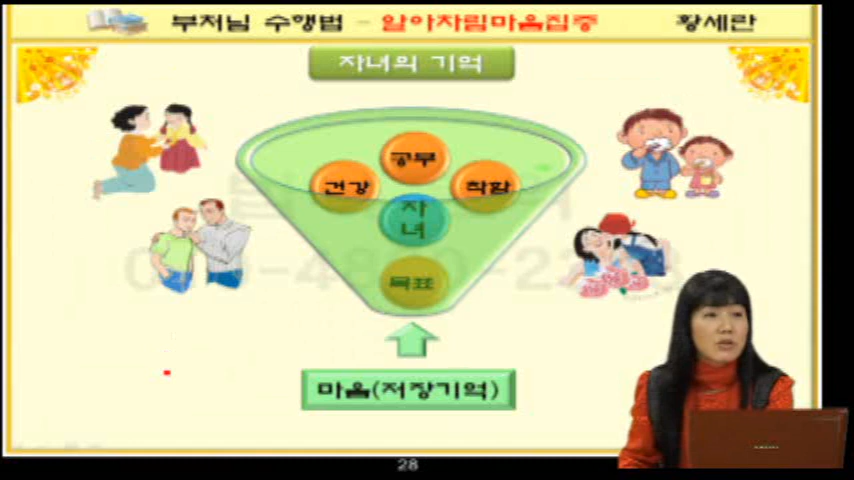 부처님 수행법 - 알아차림마음집중 황세란
자녀의 기억
공부
건강
착함
자
녀
목표
마음(저장기억)
28